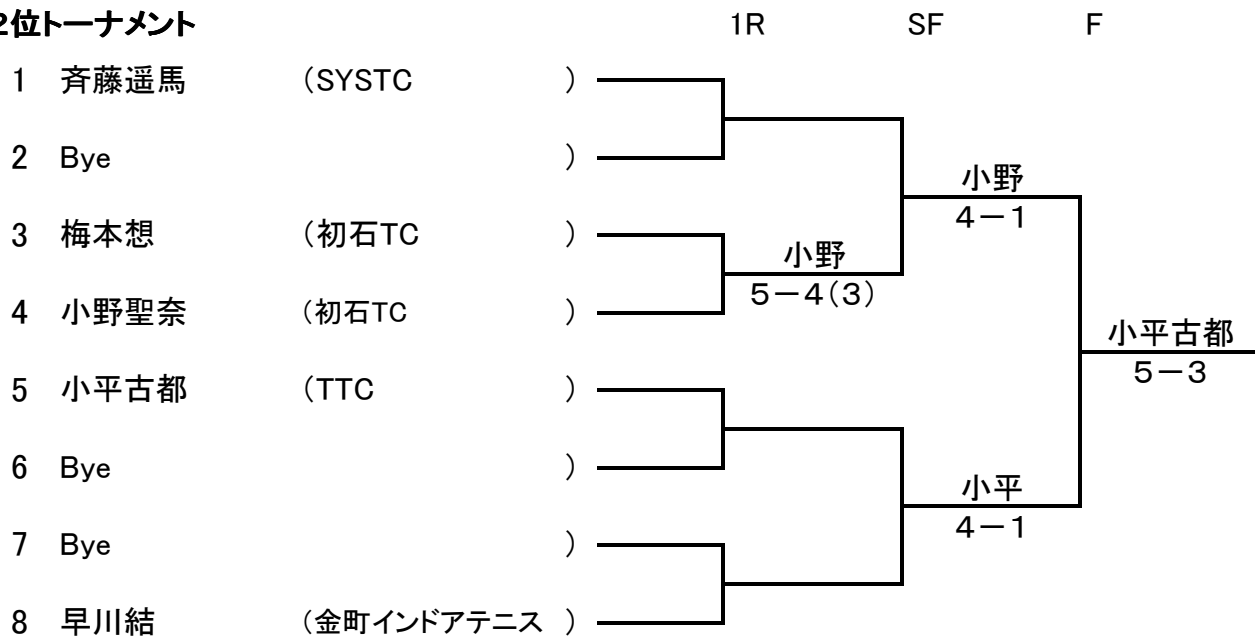 2位トーナメント 1R SF F
1 斉藤遥馬 (SYSTC )
2 Bye )
小野
4-1
3 梅本想 (初石TC )
小野
5-4(3)
4 小野聖奈 (初石TC )
小平古都
5-3
5 小平古都 (TTC )
6 Bye )
小平
4-1
7 Bye )
8 早川結 (金町インドアテニス )